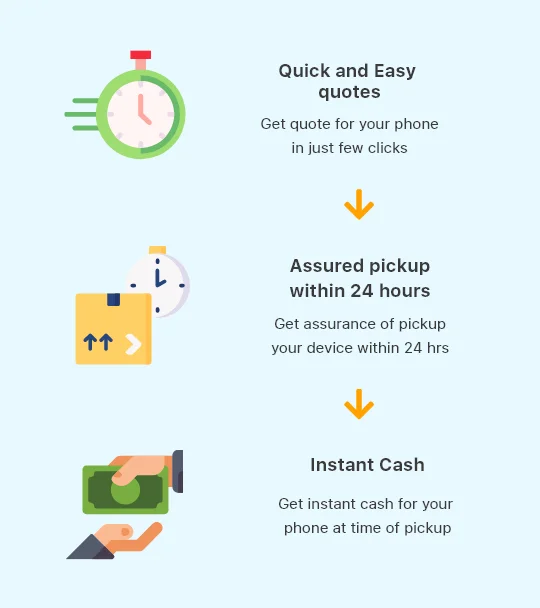 Quick and Easy
quotes
Get quote for your phone
in just few clicks
Assured pickup
within 24 hours
Get assurance of pickup
your device within 24 hrs
Instant Cash
Get instant cash for your
phone at time of pickup